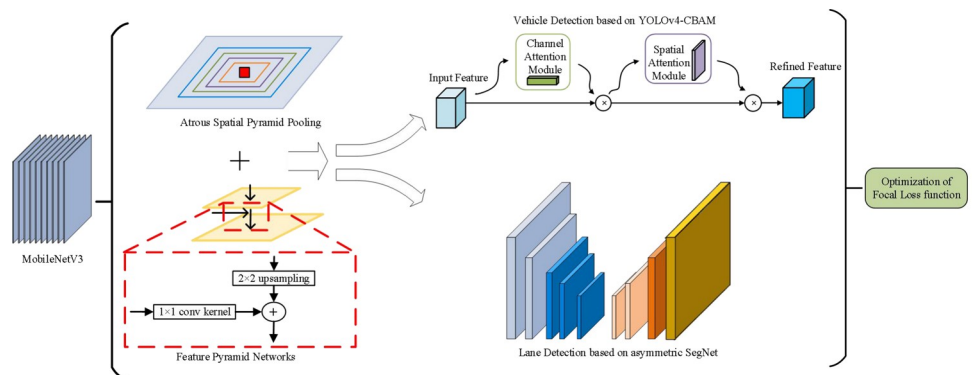 MobileNetV3
Atrous Spatial Pyramid Pooling
+
2×2 upsampling
1×1 conv kernel
+
Feature Pyramid Networks
Vehicle Detection based on YOLOv4-CBAM
Input Feature
Channel
Attention
Module
×
Spatial
Attention
Module
×
Refined Feature
Lane Detection based on asymmetric SegNet
Optimization of
Focal Loss function